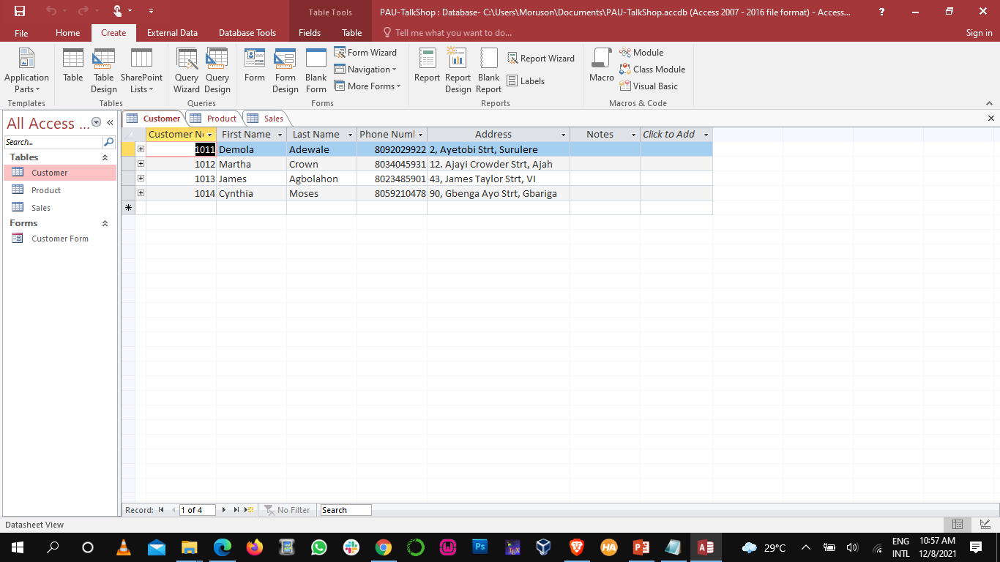 Table Tools
PAU-TalkShop : Database- C:\Users\Moruson\Documents\PAU-TalkShop.accdb (Access 2007 - 2016 file format) - Access...
?
File Home Create External Data Database Tools Fields Table Tell me what you want to do... Sign in
Application Parts
Table
Table Design
SharePoint Lists
Query Wizard
Query Design
Form
Form Design
Blank Form
Form Wizard
Navigation
More Forms
Report
Report Design
Blank Report
Report Wizard
Labels
Macro
Module
Class Module
Visual Basic
Templates Tables Queries Forms Reports Macros & Code
All Access ...
Search...
Tables
Customer
Product
Sales
Forms
Customer Form
Customer Product Sales
Customer N First Name Last Name Phone Numl Address Notes Click to Add
1011 Demola Adewale 8092029922 2, Ayetobi Strt, Surulere
1012 Martha Crown 8034045931 12. Ajayi Crowder Strt, Ajah
1013 James Agbolahon 8023485901 43, James Taylor Strt, VI
1014 Cynthia Moses 8059210478 90, Gbenga Ayo Strt, Gbariga
Record: 1 of 4 No Filter Search
Datasheet View
Ps
HA
29°C
ENG
INTL
10:57 AM
12/8/2021